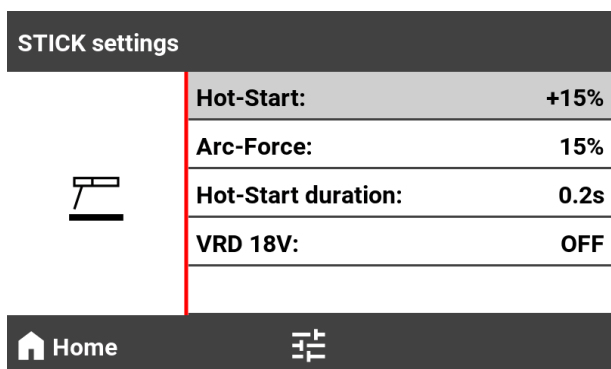 STICK settings
Hot-Start: +15%
Arc-Force: 15%
Hot-Start duration: 0.2s
VRD 18V: OFF
Home